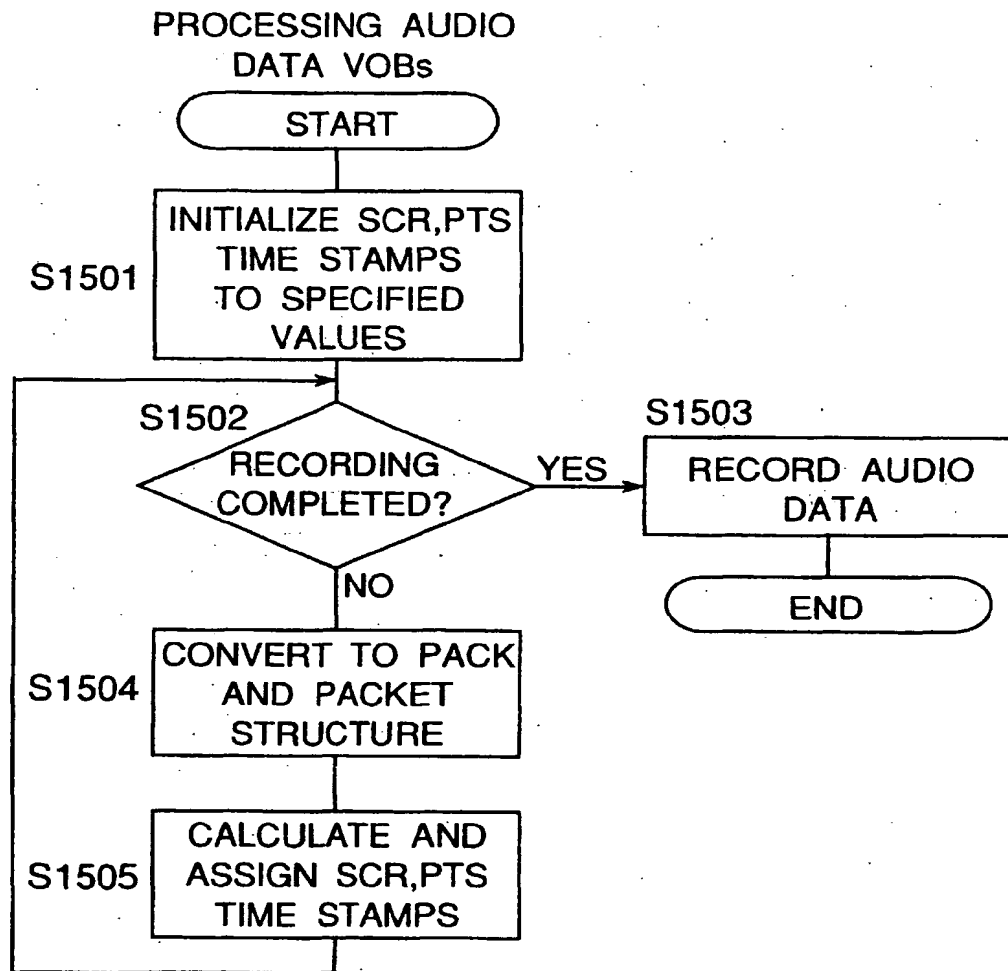 PROCESSING AUDIO
DATA VOBs
START
S1501
INITIALIZE SCR,PTS
TIME STAMPS
TO SPECIFIED
VALUES
S1502
RECORDING
COMPLETED?
YES
NO
S1503
RECORD AUDIO
DATA
END
S1504
CONVERT TO PACK
AND PACKET
STRUCTURE
S1505
CALCULATE AND
ASSIGN SCR,PTS
TIME STAMPS